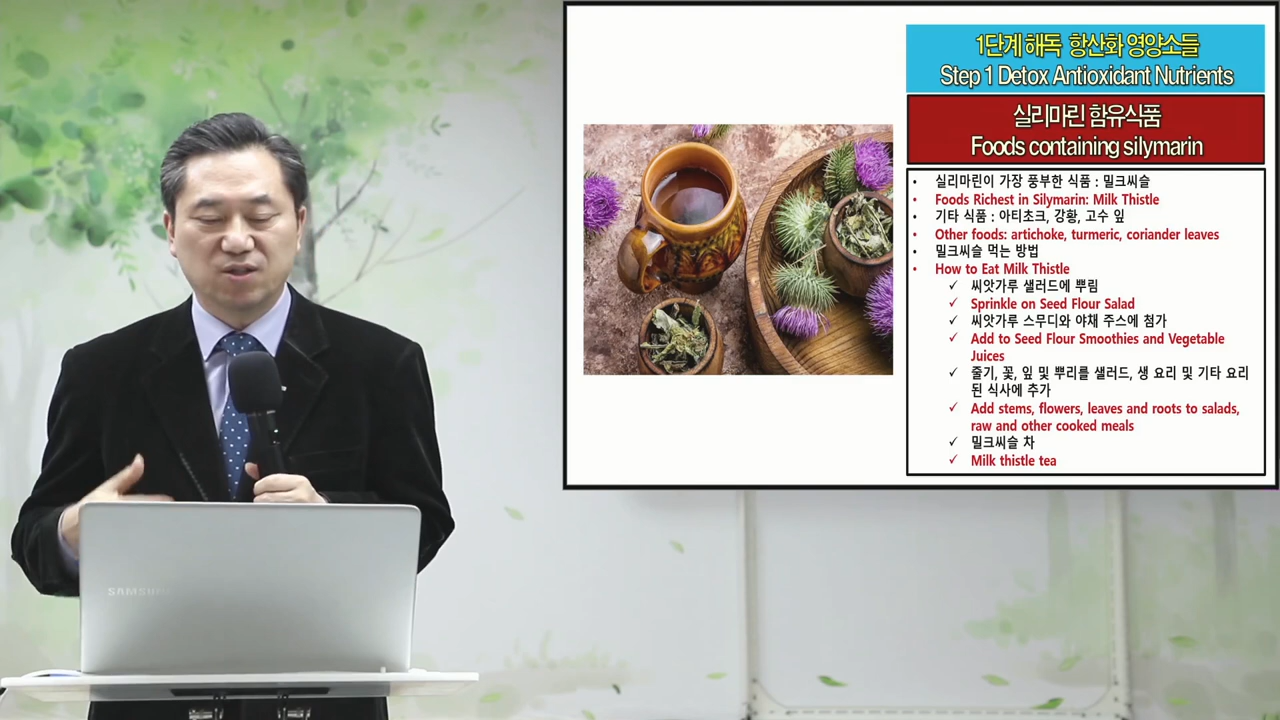 1단계 해독 항산화 영양소들
Step 1 Detox Antioxidant Nutrients
실리마린 함유식품
Foods containing silymarin
• 실리마린이 가장 풍부한 식품 : 밀크씨슬
• Foods Richest in Silymarin: Milk Thistle
• 기타 식품 : 아티초크, 강황, 고수 잎
• Other foods: artichoke, turmeric, coriander leaves
• 밀크씨슬 먹는 방법
• How to Eat Milk Thistle
✓ 씨앗가루 샐러드에 뿌림
✓ Sprinkle on Seed Flour Salad
✓ 씨앗가루 스무디와 야채 주스에 첨가
✓ Add to Seed Flour Smoothies and Vegetable
Juices
✓ 줄기, 꽃, 잎 및 뿌리를 샐러드, 생 요리 및 기타 요리
된 식사에 추가
✓ Add stems, flowers, leaves and roots to salads,
raw and other cooked meals
✓ 밀크씨슬 차
✓ Milk thistle tea
SAMSUNG